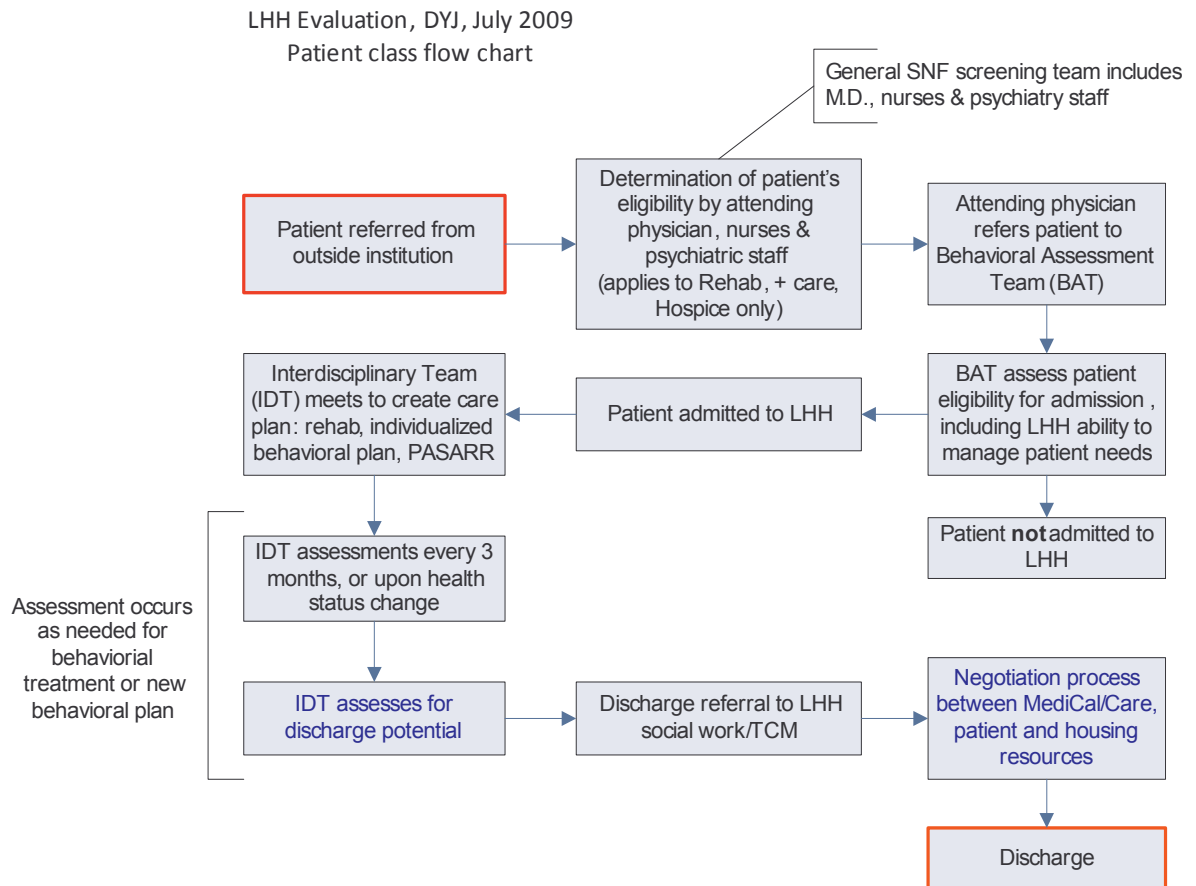 LHH Evaluation, DYJ, July 2009
Patient class flow chart
General SNF screening team includes
M.D., nurses & psychiatry staff
Patient referred from
outside institution
Determination of patient's
eligibility by attending
physician, nurses &
psychiatric staff
(applies to Rehab, + care,
Hospice only)
Attending physician
refers patient to
Behavioral Assessment
Team (BAT)
Interdisciplinary Team
(IDT) meets to create care
plan: rehab, individualized
behavioral plan, PASARR
Patient admitted to LHH
BAT assess patient
eligibility for admission ,
including LHH ability to
manage patient needs
Patient not admitted to
LHH
IDT assessments every 3
months, or upon health
status change
Assessment occurs
as needed for
behaviorial
treatment or new
behavioral plan
IDT assesses for
discharge potential
Discharge referral to LHH
social work/TCM
Negotiation process
between MediCal/Care,
patient and housing
resources
Discharge